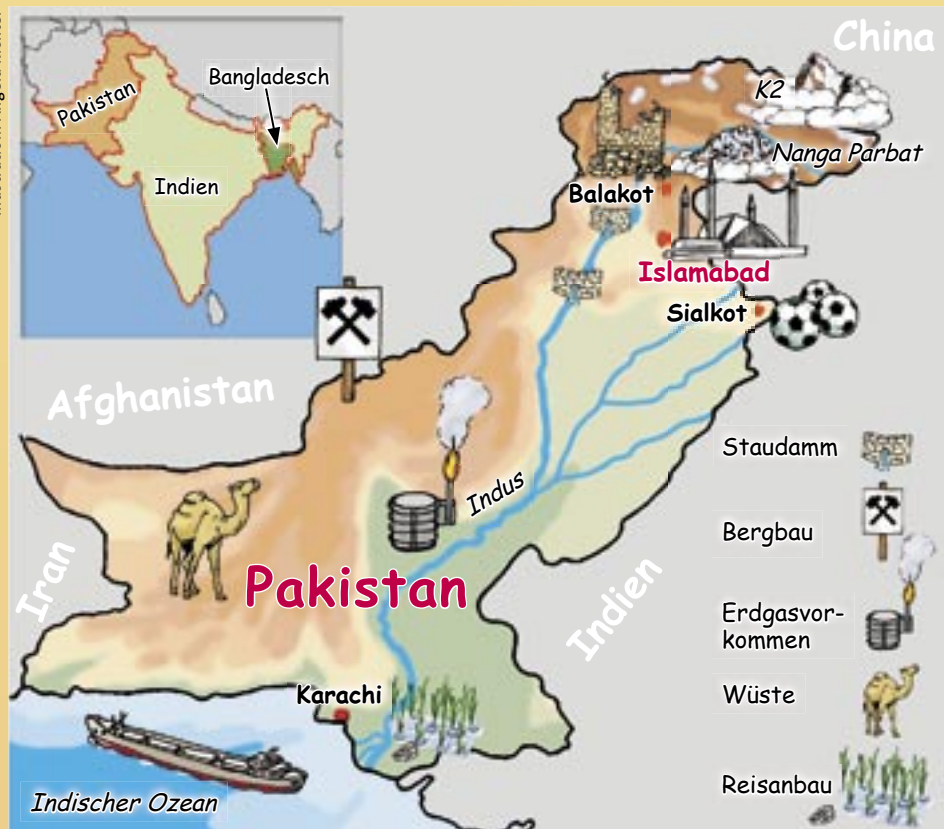 China
Bangladesch
Pakistan
Indien
K2
Nanga Parbat
Balakot
Islamabad
Sialkot
Afghanistan
Indus
Iran
Pakistan
Indien
Karachi
Indischer Ozean
Staudamm
Bergbau
Erdgasvor-
kommen
Wüste
Reisanbau